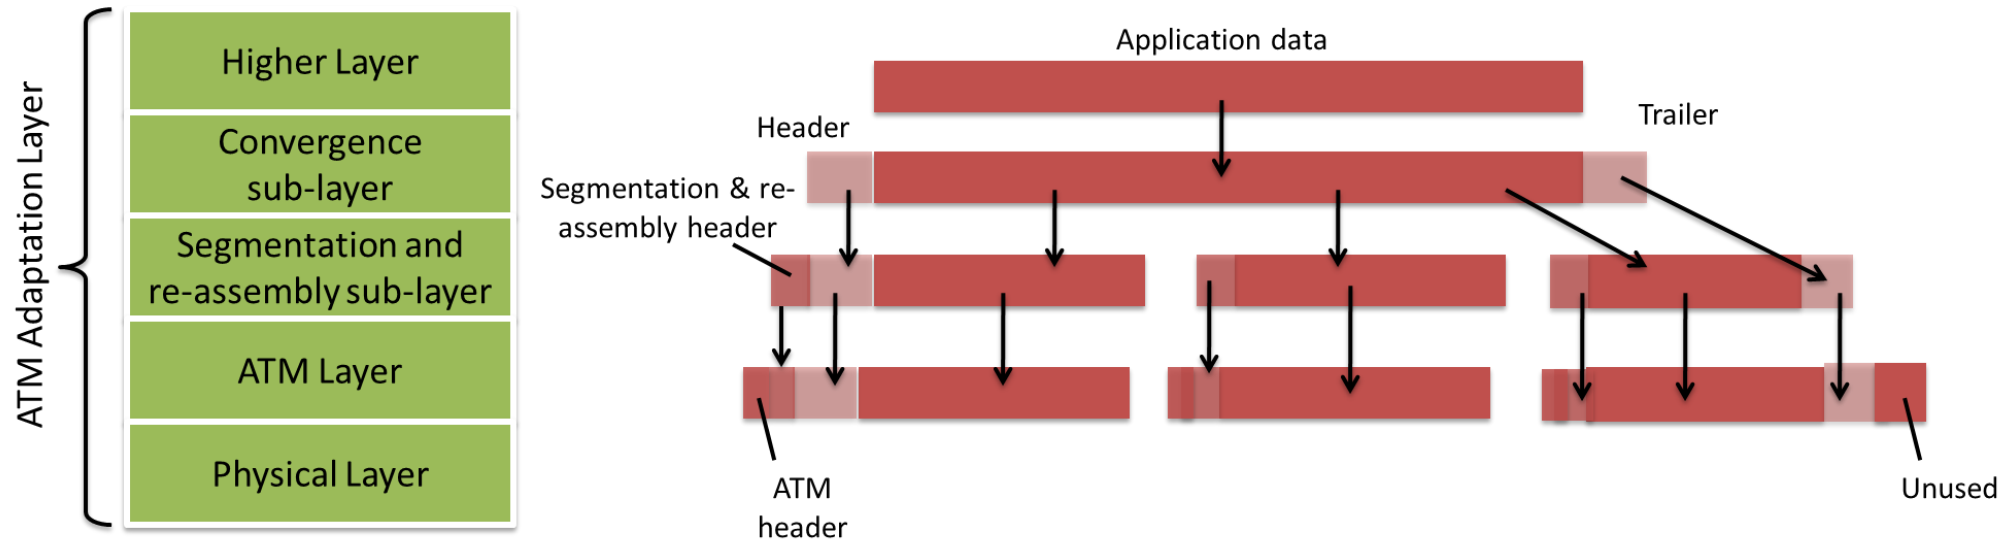 ATM Adaptation Layer
Higher Layer
Convergence
sub-layer
Segmentation and
re-assembly sub-layer
ATM Layer
Physical Layer
Application data
Header
Trailer
Segmentation & re-
assembly header
ATM
header
Unused